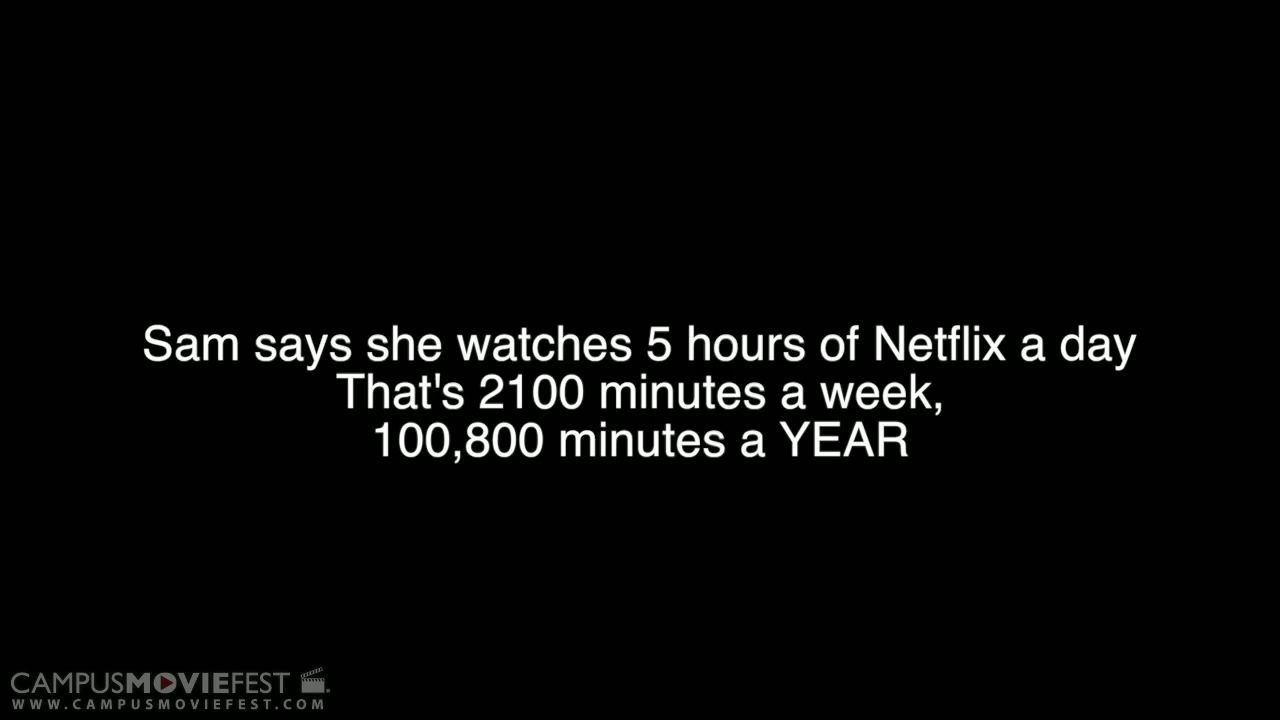 Sam says she watches 5 hours of Netflix a day
That's 2100 minutes a week,
100,800 minutes a YEAR
CAMPUSMOVIEFEST
WWW.CAMPUSMOVIEFEST.COM